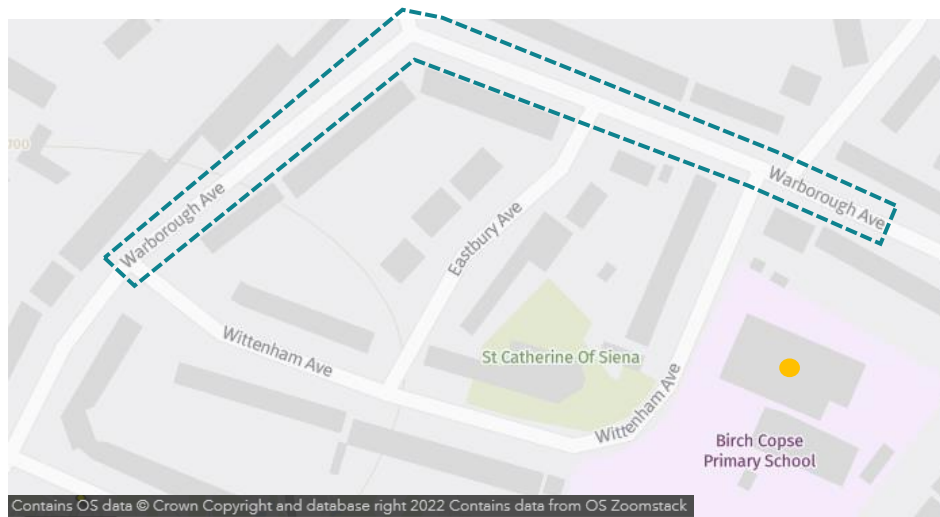 700
Warborough Ave
Warborough Ave
Eastbury Ave
Wittenham Ave
St Catherine Of Siena
Wittenham Ave
Birch Copse
Primary School
Contains OS data © Crown Copyright and database right 2022 Contains data from OS Zoomstack